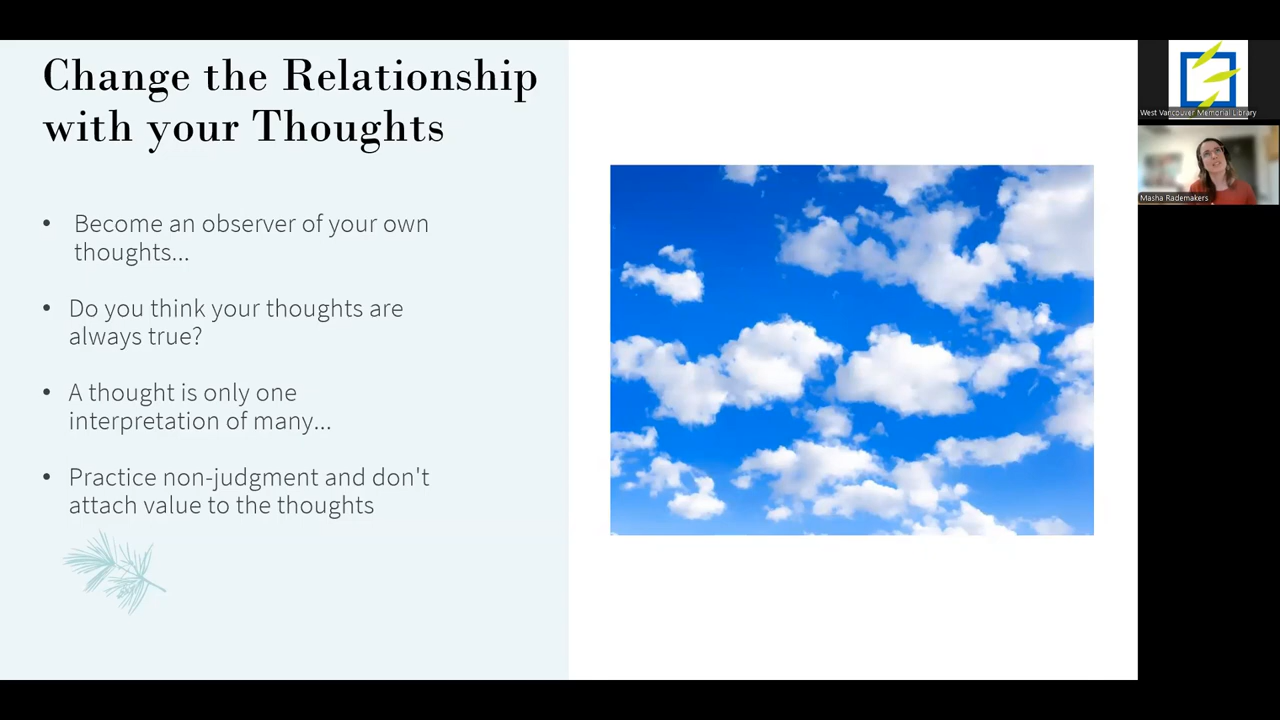 Change the Relationship
with your Thoughts
• Become an observer of your own
thoughts...
• Do you think your thoughts are
always true?
• A thought is only one
interpretation of many...
• Practice non-judgment and don't
attach value to the thoughts
West Vancouver Memorial Library
Masha Rademakers